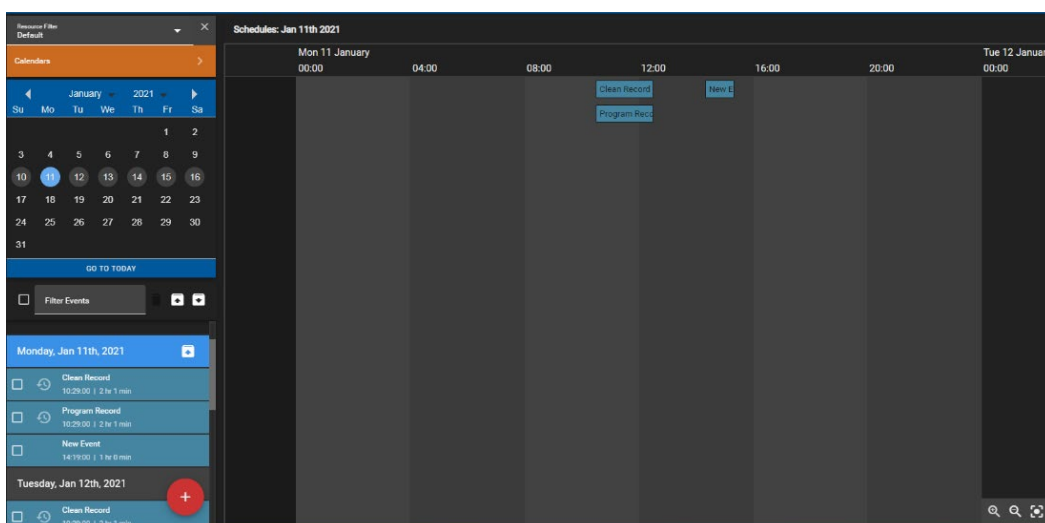 Resource Filter
Default
Calendars
January 2021
Su Mo Tu We Th Fr Sa
1 2
3 4 5 6 7 8 9
10 11 12 13 14 15 16
17 18 19 20 21 22 23
24 25 26 27 28 29 30
31
GO TO TODAY
Filter Events
Monday, Jan 11th, 2021
Clean Record
10:29:00 | 2 hr 1 min
Program Record
10:29:00 | 2 hr 1 min
New Event
14:19:00 | 1 hr 0 min
Tuesday, Jan 12th, 2021
Clean Record
Schedules: Jan 11th 2021
Mon 11 January
Tue 12 Januar
00:00 04:00 08:00 12:00 16:00 20:00 00:00
Clean Record
New E
Program Reco